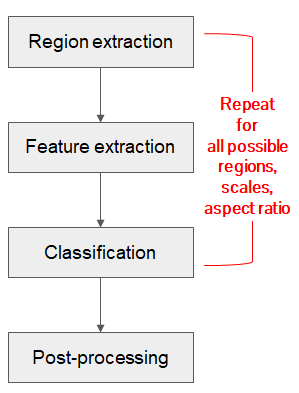 Region extraction
Feature extraction
Classification
Post-processing
Repeat
for
all possible
regions,
scales,
aspect ratio